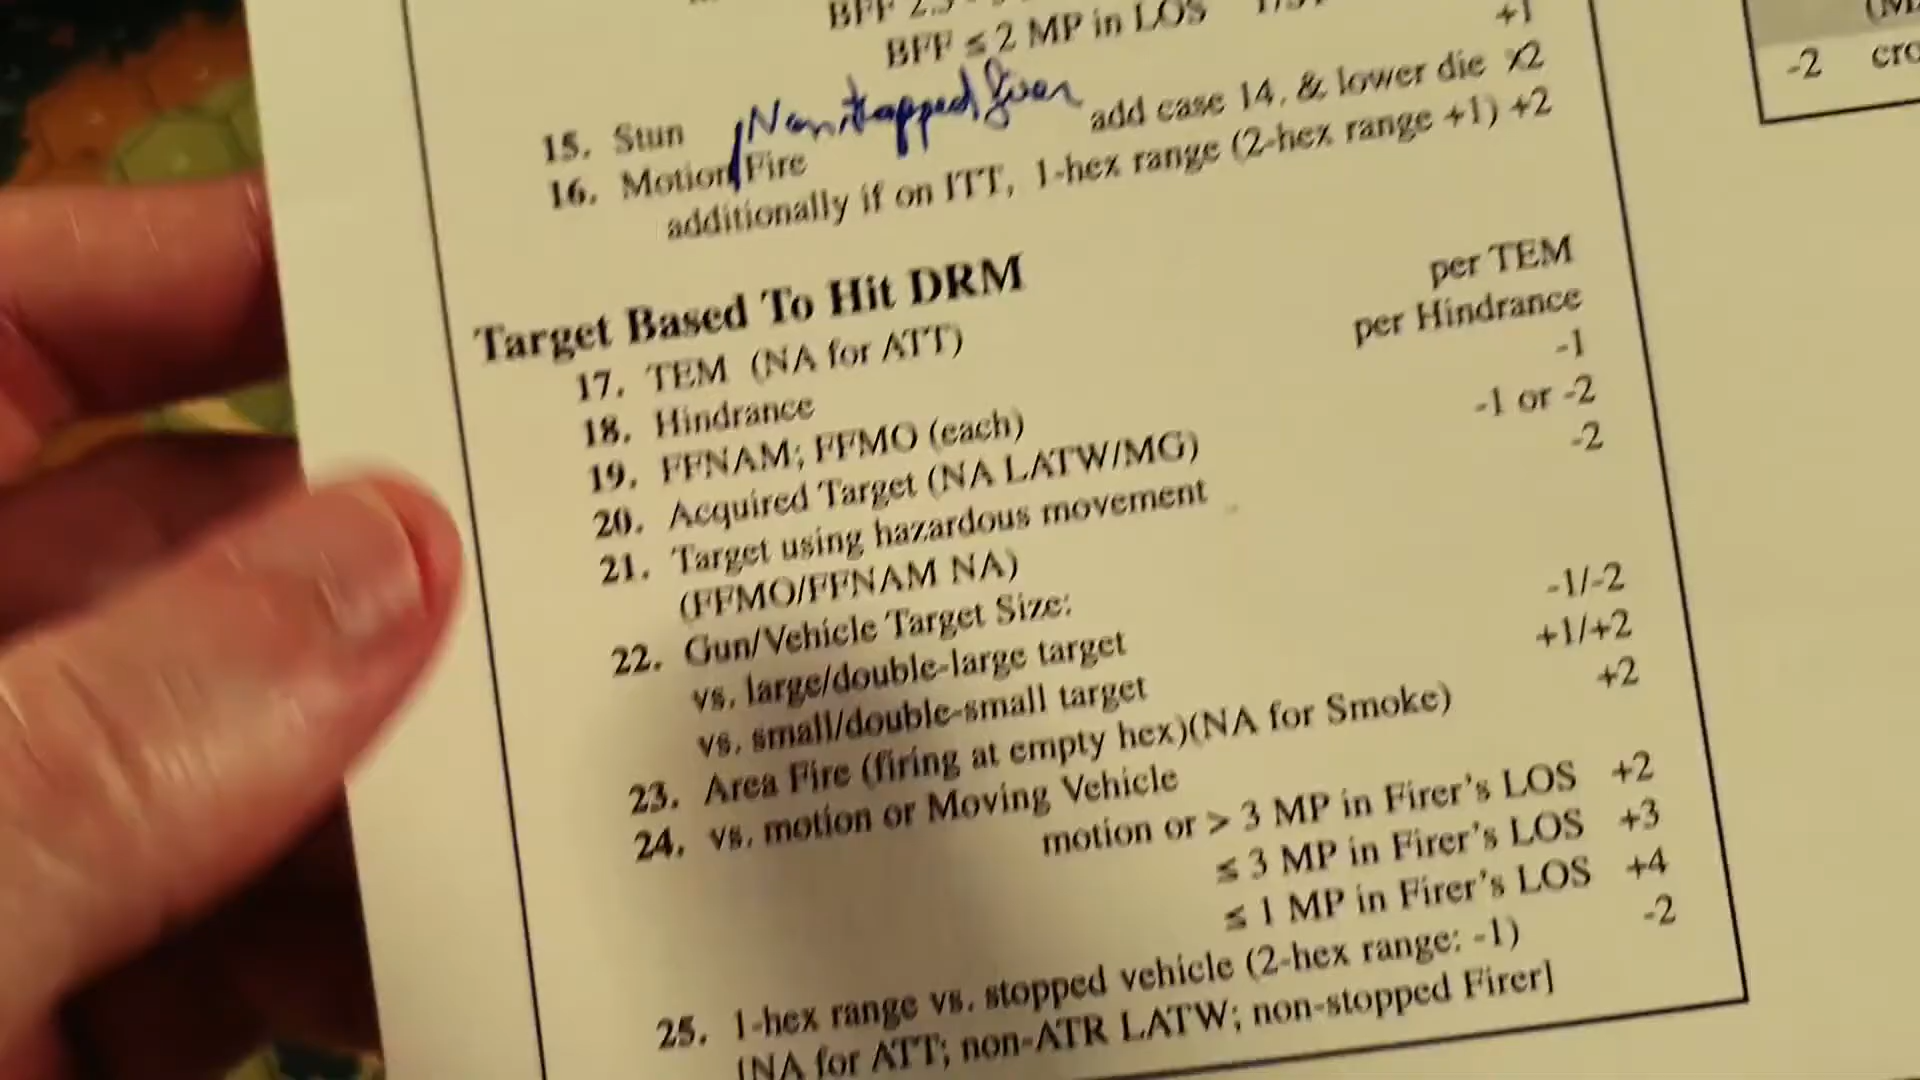 BFF ≤ 2 MP in LOS +1
15. Stun
16. Motion/Fire add case 14. & lower die x2
additionally if on ITT, 1-hex range (2-hex range +1) +2
Target Based To Hit DRM
17. TEM (NA for ATT) per TEM
18. Hindrance per Hindrance
19. FFNAM; FFMO (each) -1
20. Acquired Target (NA LATW/MG) -1 or -2
21. Target using hazardous movement -2
(FFMO/FFNAM NA)
22. Gun/Vehicle Target Size:
vs. large/double-large target -1/-2
vs. small/double-small target +1/+2
23. Area Fire (firing at empty hex)(NA for Smoke) +2
24. vs. motion or Moving Vehicle
motion or > 3 MP in Firer's LOS +2
≤ 3 MP in Firer's LOS +3
≤ 1 MP in Firer's LOS +4
25. 1-hex range vs. stopped vehicle (2-hex range: -1) -2
[NA for ATT; non-ATR LATW; non-stopped Firer]
-2